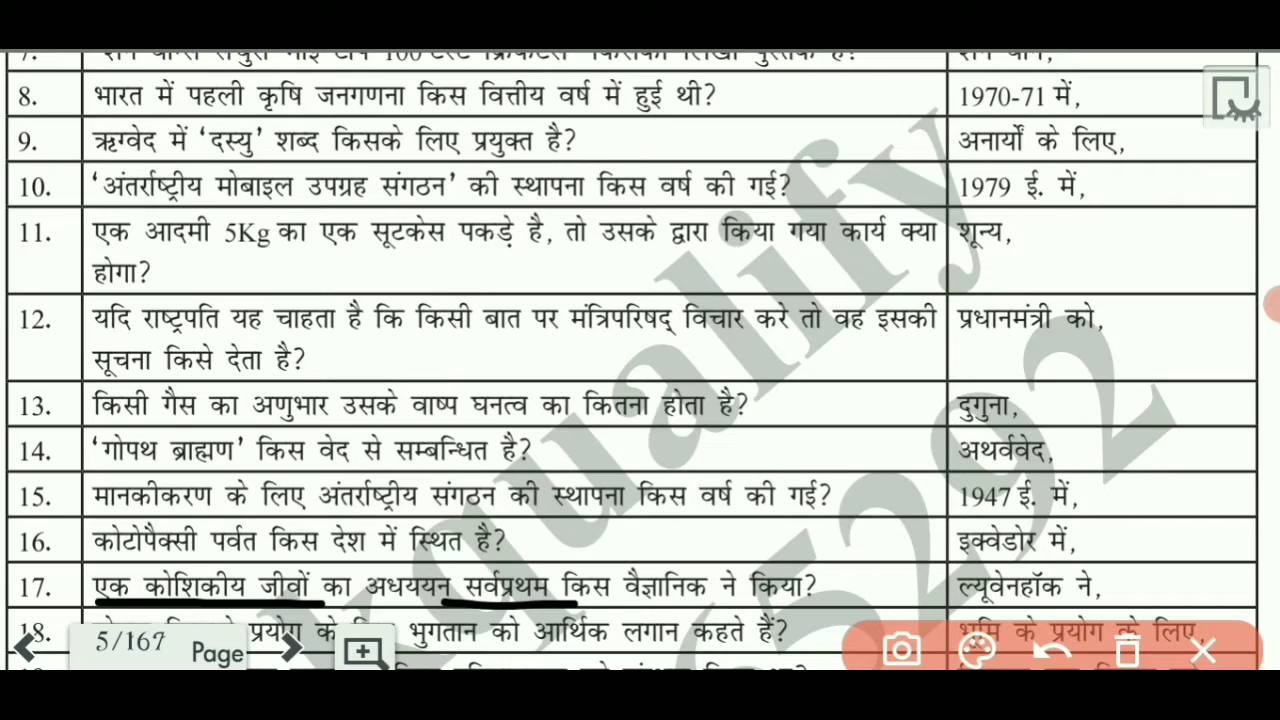 8. भारत में पहली कृषि जनगणना किस वित्तीय वर्ष में हुई थी? 1970-71 में,
9. ऋग्वेद में ‘दस्यु’ शब्द किसके लिए प्रयुक्त है? अनार्यों के लिए,
10. ‘अंतर्राष्ट्रीय मोबाइल उपग्रह संगठन’ की स्थापना किस वर्ष की गई? 1979 ई. में,
11. एक आदमी 5Kg का एक सूटकेस पकड़े है, तो उसके द्वारा किया गया कार्य क्या शून्य,
होगा?
12. यदि राष्ट्रपति यह चाहता है कि किसी बात पर मंत्रिपरिषद् विचार करे तो वह इसकी प्रधानमंत्री को,
सूचना किसे देता है?
13. किसी गैस का अणुभार उसके वाष्प घनत्व का कितना होता है? दुगुना,
14. ‘गोपथ ब्राह्मण’ किस वेद से सम्बन्धित है? अथर्ववेद,
15. मानकीकरण के लिए अंतर्राष्ट्रीय संगठन की स्थापना किस वर्ष की गई? 1947 ई. में,
16. कोटोपैक्सी पर्वत किस देश में स्थित है? इक्वेडोर में,
17. एक कोशिकीय जीवों का अधययन सर्वप्रथम किस वैज्ञानिक ने किया? ल्यूवेनहॉक ने,
18. प्रयोग के भुगतान को आर्थिक लगान कहते हैं? भूमि के प्रयोग के लिए,
5/167 Page
kqualify
65292